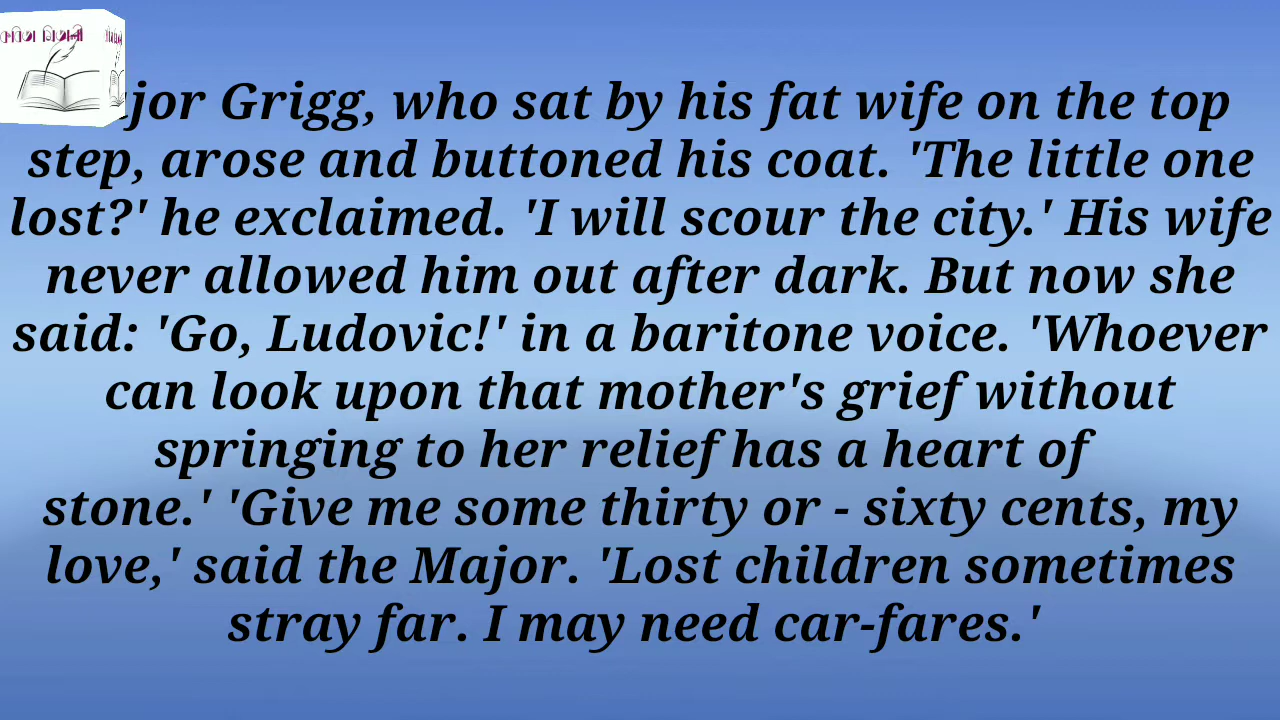 Major Grigg, who sat by his fat wife on the top
step, arose and buttoned his coat. 'The little one
lost?' he exclaimed. 'I will scour the city.' His wife
never allowed him out after dark. But now she
said: 'Go, Ludovic!' in a baritone voice. 'Whoever
can look upon that mother's grief without
springing to her relief has a heart of
stone.' 'Give me some thirty or - sixty cents, my
love,' said the Major. 'Lost children sometimes
stray far. I may need car-fares.'